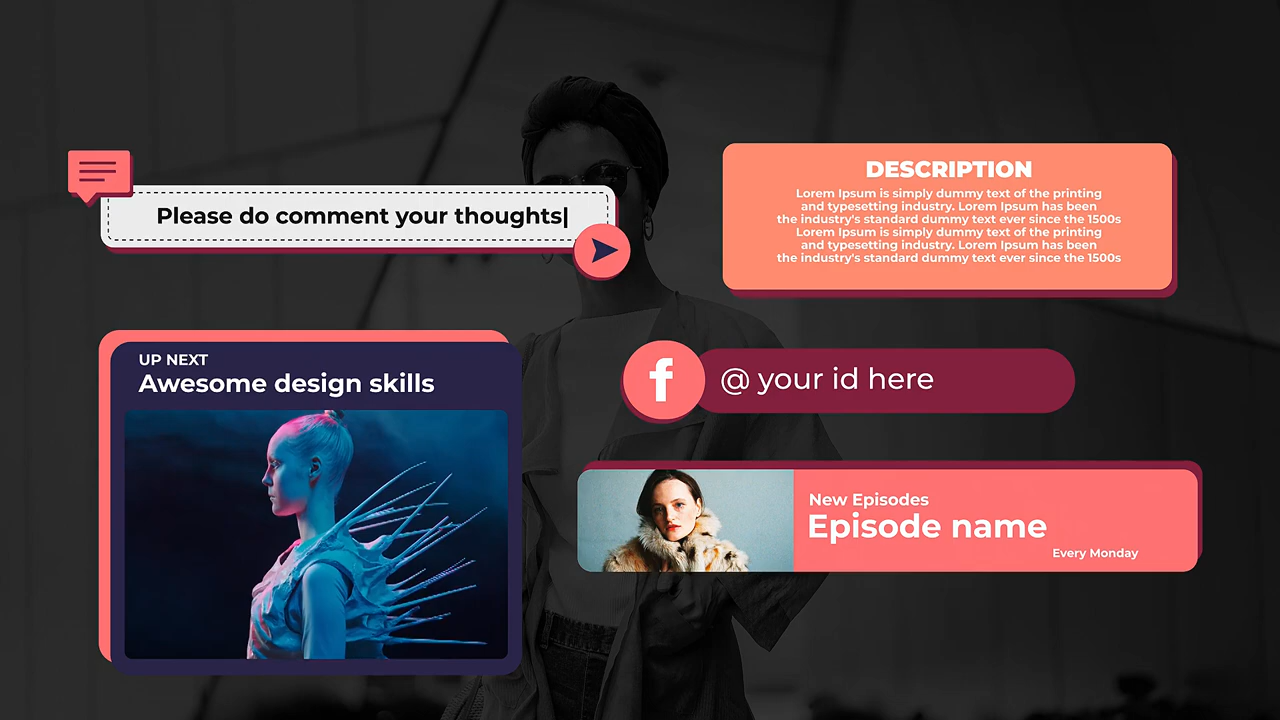 Please do comment your thoughts|
DESCRIPTION
Lorem Ipsum is simply dummy text of the printing
and typesetting industry. Lorem Ipsum has been
the industry's standard dummy text ever since the 1500s
Lorem Ipsum is simply dummy text of the printing
and typesetting industry. Lorem Ipsum has been
the industry's standard dummy text ever since the 1500s
UP NEXT
Awesome design skills
f
@ your id here
New Episodes
Episode name
Every Monday